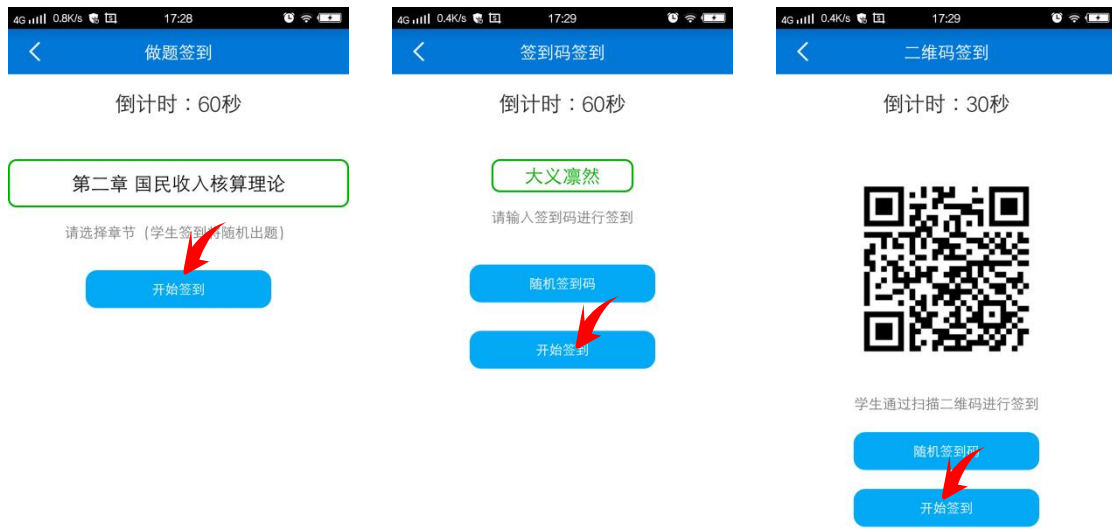 4G 0.8K/s 17:28
做题签到
倒计时：60秒
第二章 国民收入核算理论
请选择章节（学生签到将随机出题）
开始签到
4G 0.4K/s 17:29
签到码签到
倒计时：60秒
大义凛然
请输入签到码进行签到
随机签到码
开始签到
4G 0.4K/s 17:29
二维码签到
倒计时：30秒
学生通过扫描二维码进行签到
随机签到码
开始签到